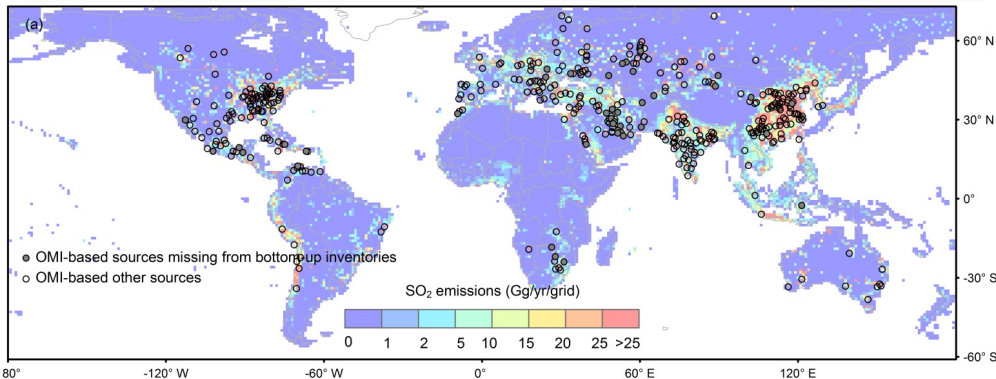 (a)
60° N
30° N
0°
-30° S
-60° S
OMI-based sources missing from bottom-up inventories
OMI-based other sources
SO₂ emissions (Gg/yr/grid)
0 1 2 5 10 15 20 25 >25
80° -120° W -60° W 0° 60° E 120° E